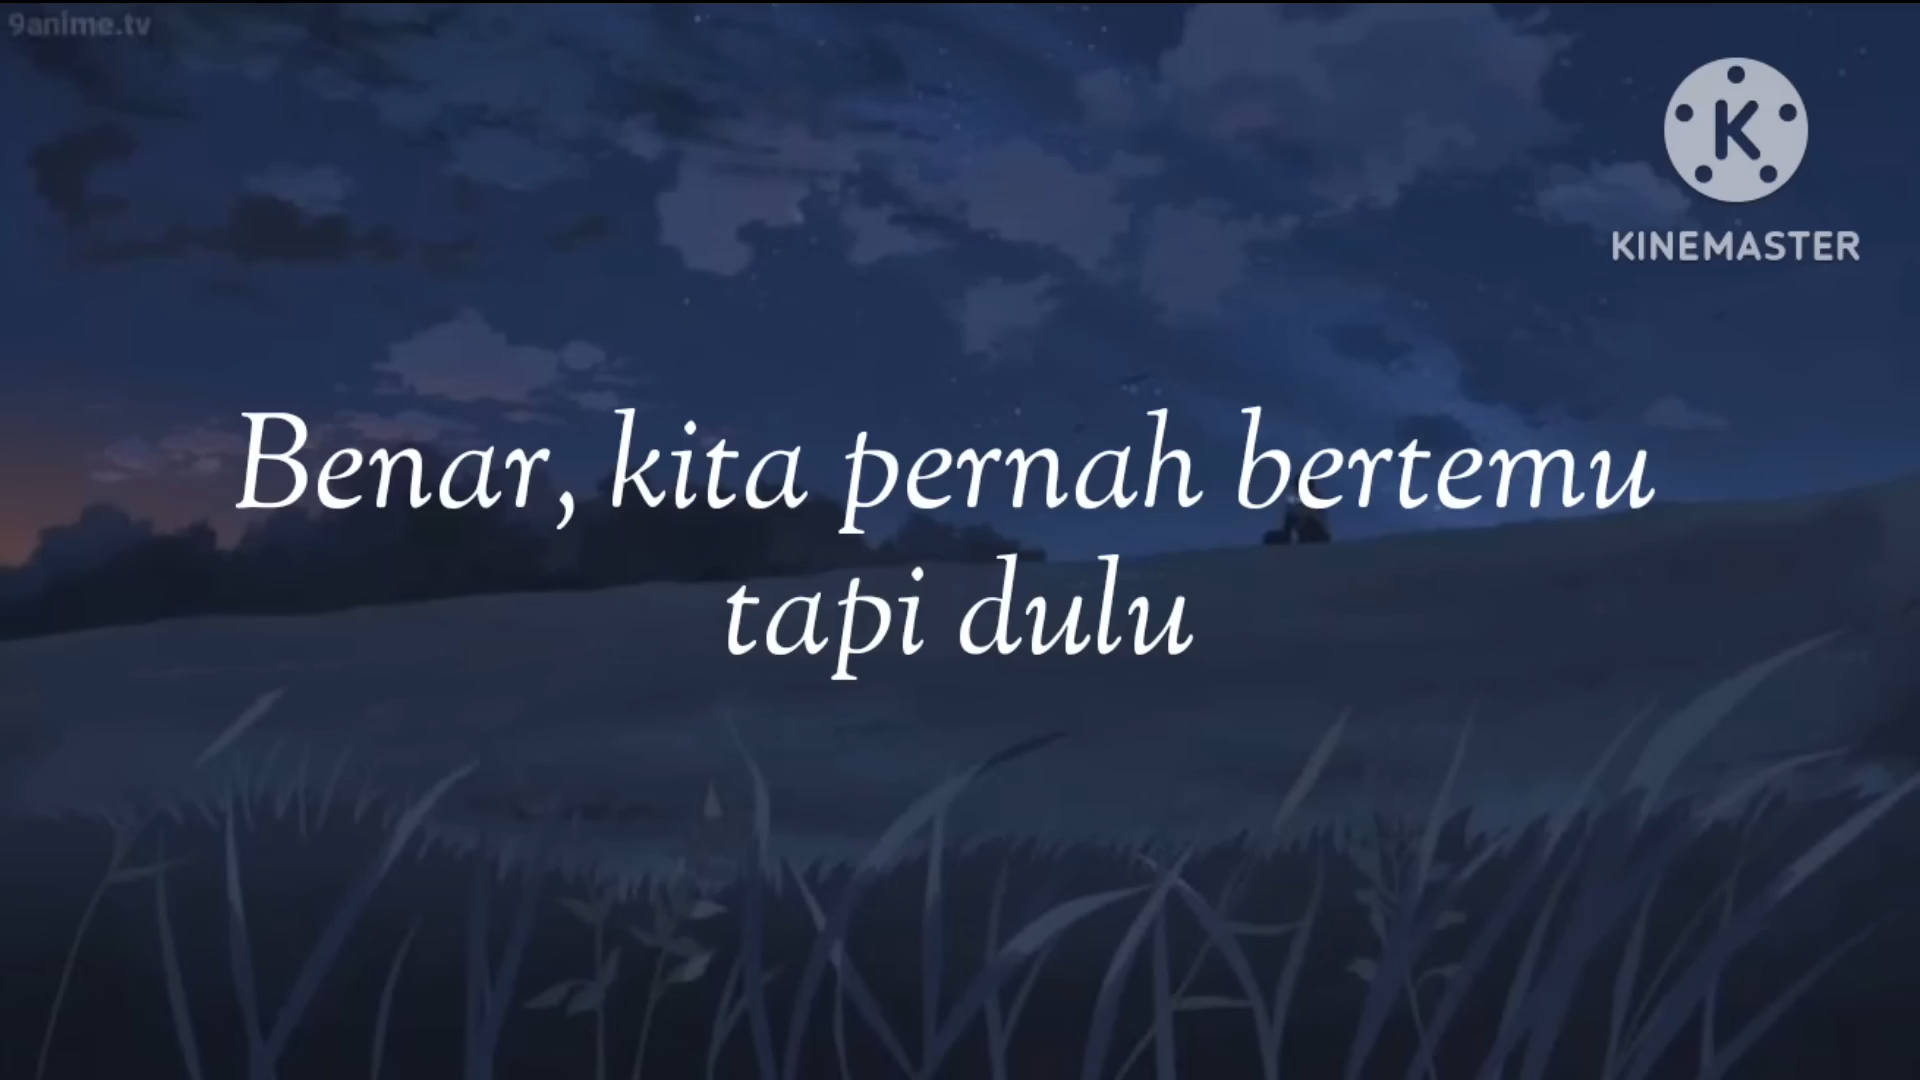 9anime.tv
K
KINEMASTER
Benar, kita pernah bertemu
tapi dulu